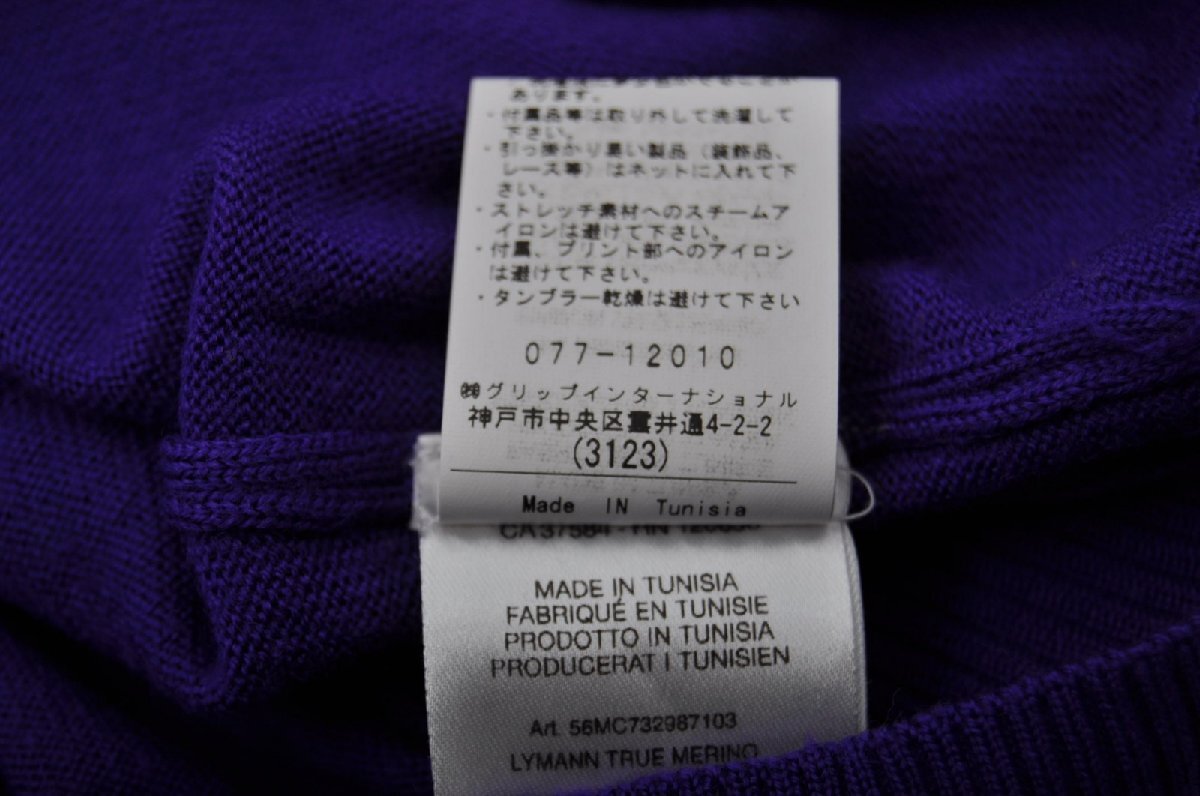 あります。
・付属品等は取り外して洗濯して
下さい。
・引っ掛かり悪い製品(装飾品、
レース等)はネットに入れて下
さい。
・ストレッチ素材へのスチームア
イロンは避けて下さい。
・付属、プリント部へのアイロン
は避けて下さい。
・タンブラー乾燥は避けて下さい
077-12010
㈱グリップインターナショナル
神戸市中央区雲井通4-2-2
(3123)
Made IN Tunisia
CA 37584 - RN
MADE IN TUNISIA
FABRIQUÉ EN TUNISIE
PRODOTTO IN TUNISIA
PRODUCERAT I TUNISIEN
Art. 56MC732987103
LYMANN TRUE MERINO